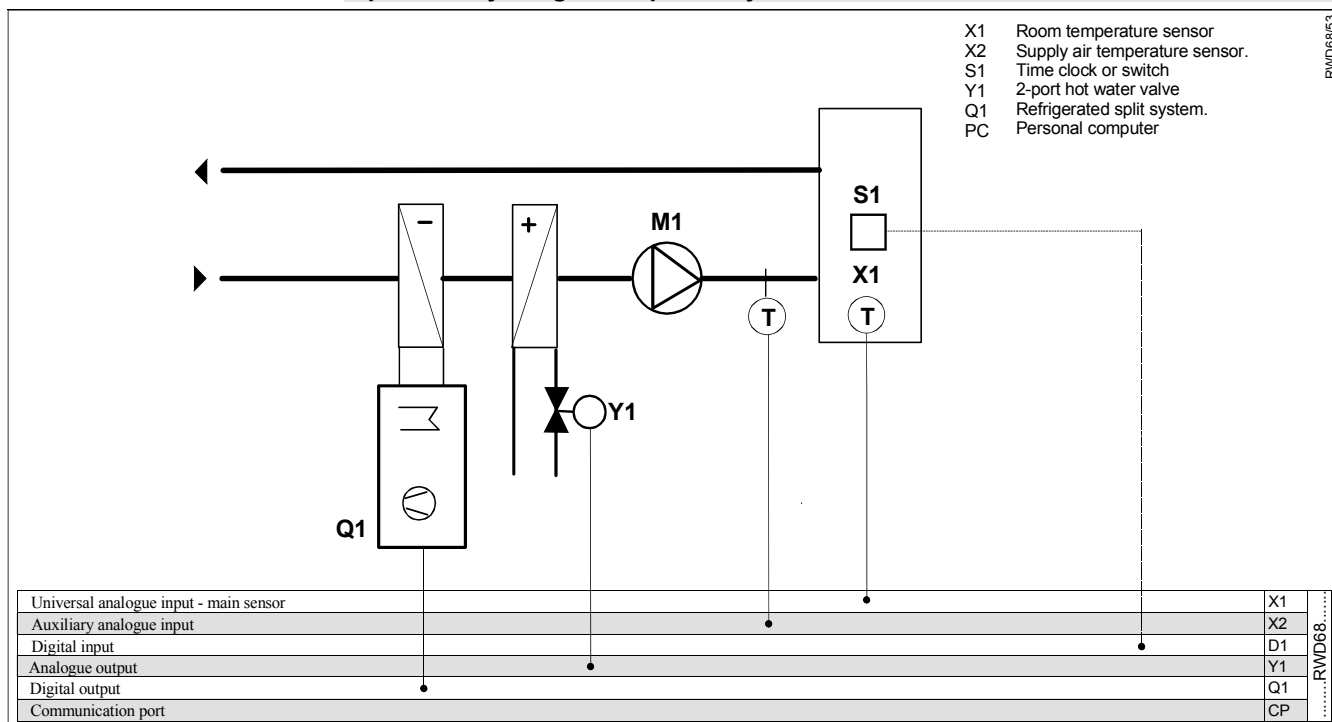 X1 Room temperature sensor
X2 Supply air temperature sensor.
S1 Time clock or switch
Y1 2-port hot water valve
Q1 Refrigerated split system.
PC Personal computer
RWD68/53
S1
M1
X1
T
T
Y1
Q1
Universal analogue input - main sensor X1
Auxiliary analogue input X2
Digital input D1
Analogue output Y1
Digital output Q1
Communication port CP
.........RWD68.......